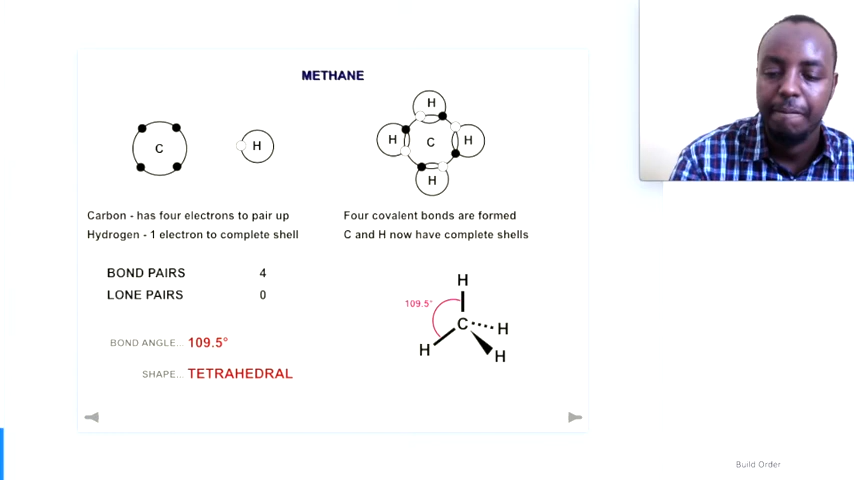 METHANE
C
H
H
H
C
H
H
Carbon - has four electrons to pair up
Hydrogen - 1 electron to complete shell
Four covalent bonds are formed
C and H now have complete shells
BOND PAIRS 4
LONE PAIRS 0
BOND ANGLE... 109.5°
SHAPE... TETRAHEDRAL
H
109.5°
C
H
H
H
Build Order